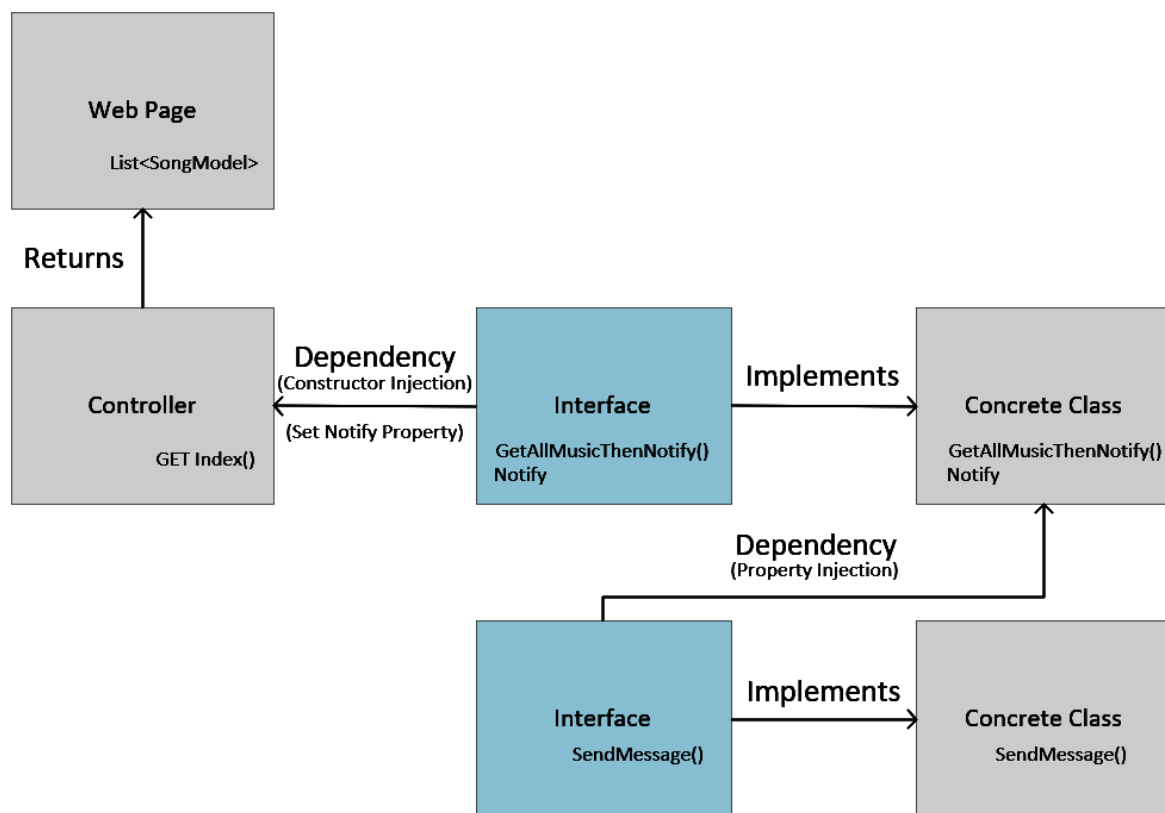 Web Page
List<SongModel>
Returns
Controller
GET Index()
Dependency
(Constructor Injection)
(Set Notify Property)
Interface
GetAllMusicThenNotify()
Notify
Implements
Concrete Class
GetAllMusicThenNotify()
Notify
Dependency
(Property Injection)
Interface
SendMessage()
Implements
Concrete Class
SendMessage()